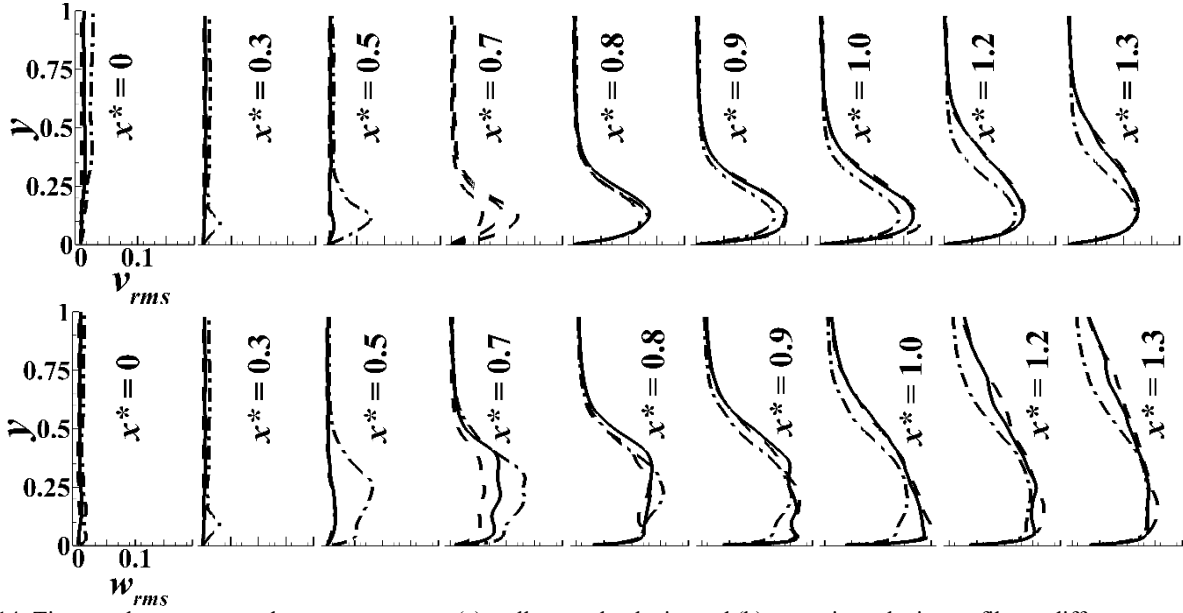 1
0.75
y
0.5
0.25
0
x* = 0
x* = 0.3
x* = 0.5
x* = 0.7
x* = 0.8
x* = 0.9
x* = 1.0
x* = 1.2
x* = 1.3
0 0.1
v_rms
1
0.75
y
0.5
0.25
0
x* = 0
x* = 0.3
x* = 0.5
x* = 0.7
x* = 0.8
x* = 0.9
x* = 1.0
x* = 1.2
x* = 1.3
0 0.1
w_rms